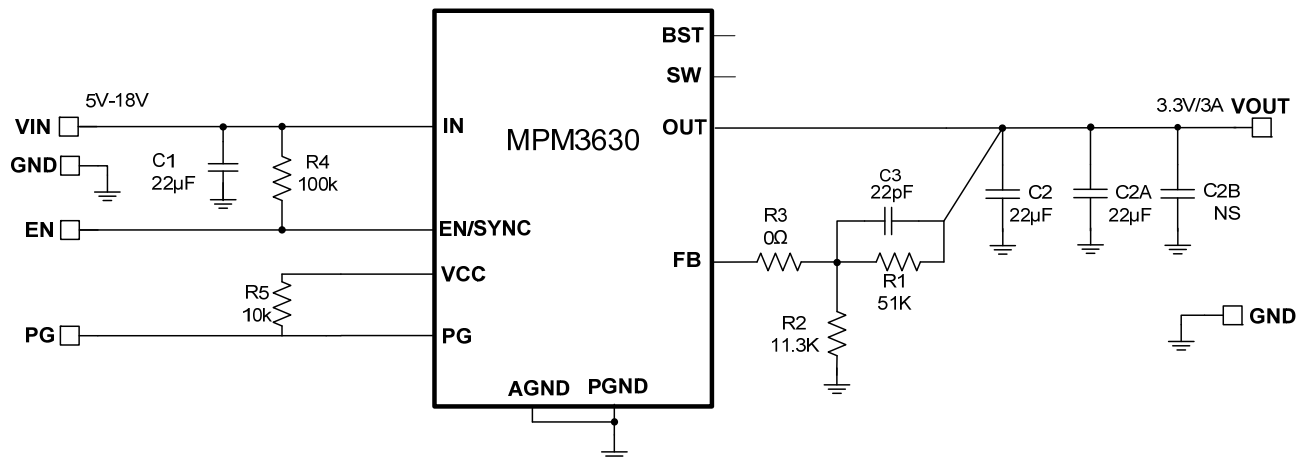 BST
SW
5V-18V
VIN
IN
MPM3630
OUT
3.3V/3A VOUT
GND
C1
22µF
R4
100k
C3
22pF
C2
22µF
C2A
22µF
C2B
NS
EN
EN/SYNC
R3
0Ω
FB
VCC
R5
10k
R1
51K
PG
PG
R2
11.3K
GND
AGND
PGND